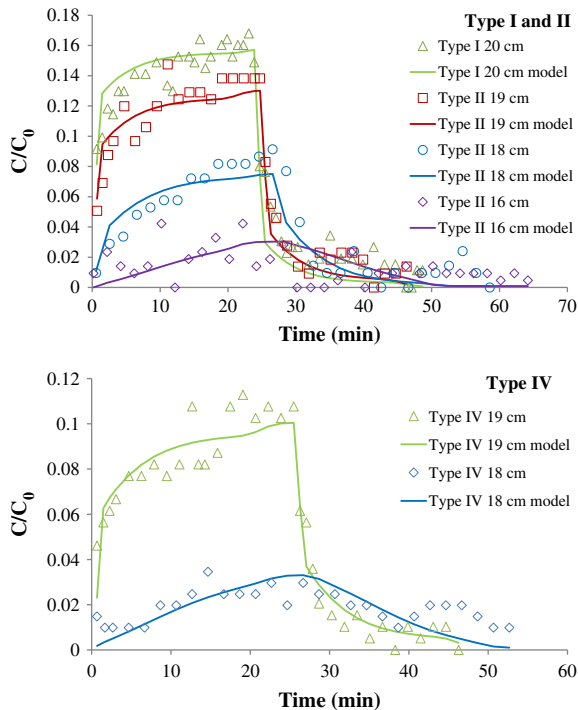 Type I and II
0.18
0.16
0.14
0.12
0.1
0.08
0.06
0.04
0.02
0
C/C0
Type I 20 cm
Type I 20 cm model
Type II 19 cm
Type II 19 cm model
Type II 18 cm
Type II 18 cm model
Type II 16 cm
Type II 16 cm model
0 10 20 30 40 50 60 70
Time (min)
Type IV
0.12
0.1
0.08
0.06
0.04
0.02
0
C/C0
Type IV 19 cm
Type IV 19 cm model
Type IV 18 cm
Type IV 18 cm model
0 10 20 30 40 50 60
Time (min)